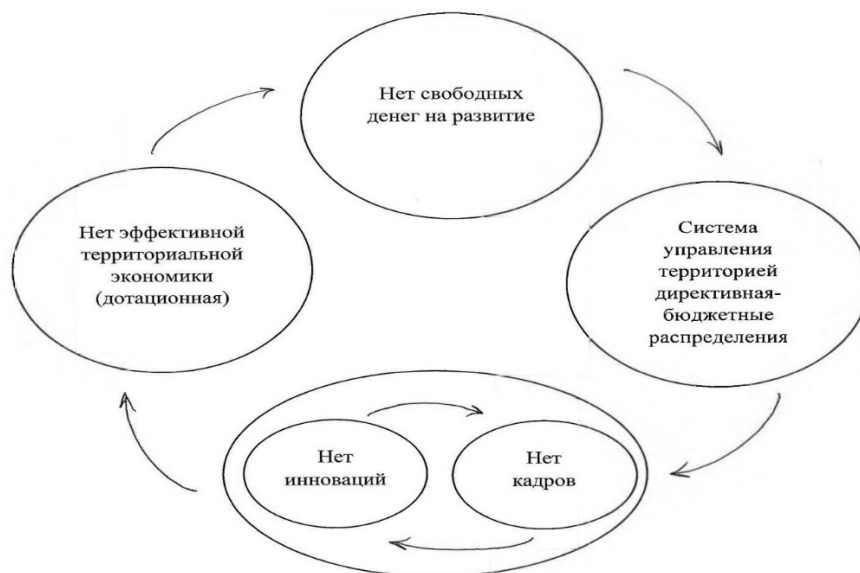 Нет свободных
денег на развитие
Нет эффективной
территориальной
экономики
(дотационная)
Система
управления
территорией
директивная-
бюджетные
распределения
Нет
инноваций
Нет
кадров